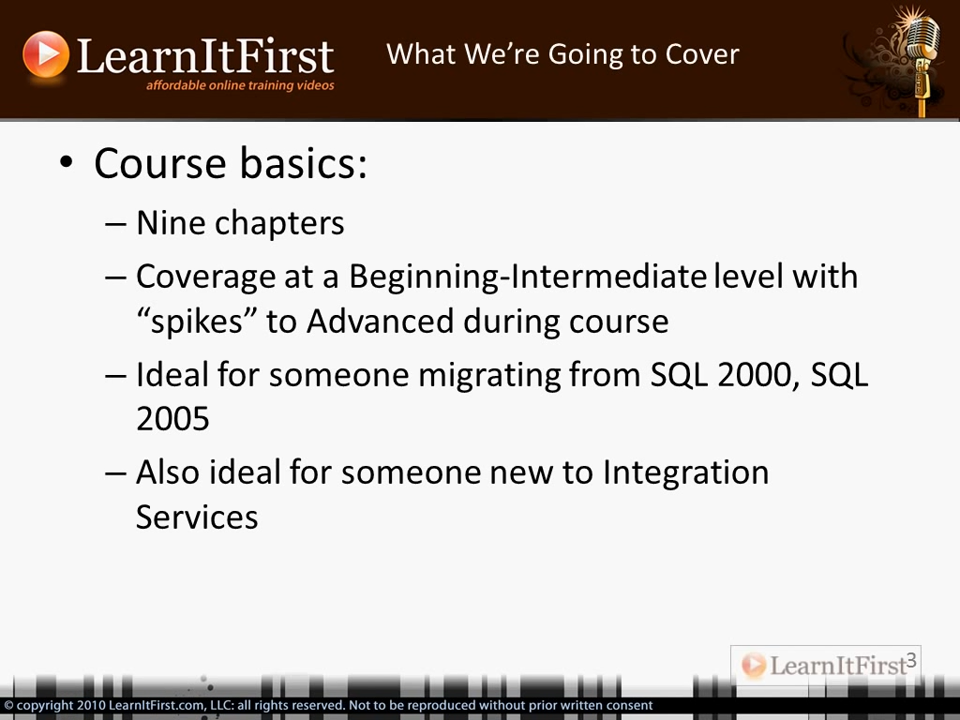 LearnItFirst
affordable online training videos
What We’re Going to Cover
• Course basics:
– Nine chapters
– Coverage at a Beginning-Intermediate level with
“spikes” to Advanced during course
– Ideal for someone migrating from SQL 2000, SQL
2005
– Also ideal for someone new to Integration
Services
LearnItFirst
3
© copyright 2010 LearnItFirst.com, LLC: all rights reserved. Not to be reproduced without prior written consent